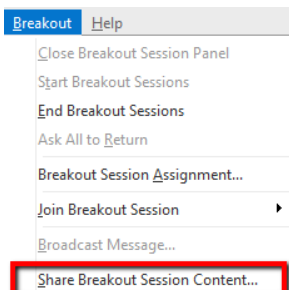 Breakout Help
Close Breakout Session Panel
Start Breakout Sessions
End Breakout Sessions
Ask All to Return
Breakout Session Assignment...
Join Breakout Session
Broadcast Message...
Share Breakout Session Content...